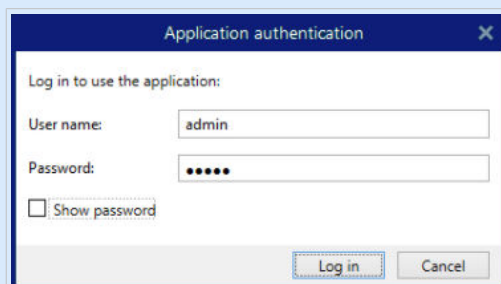 Application authentication
Log in to use the application:
User name: admin
Password: ●●●●●
Show password
Log in Cancel